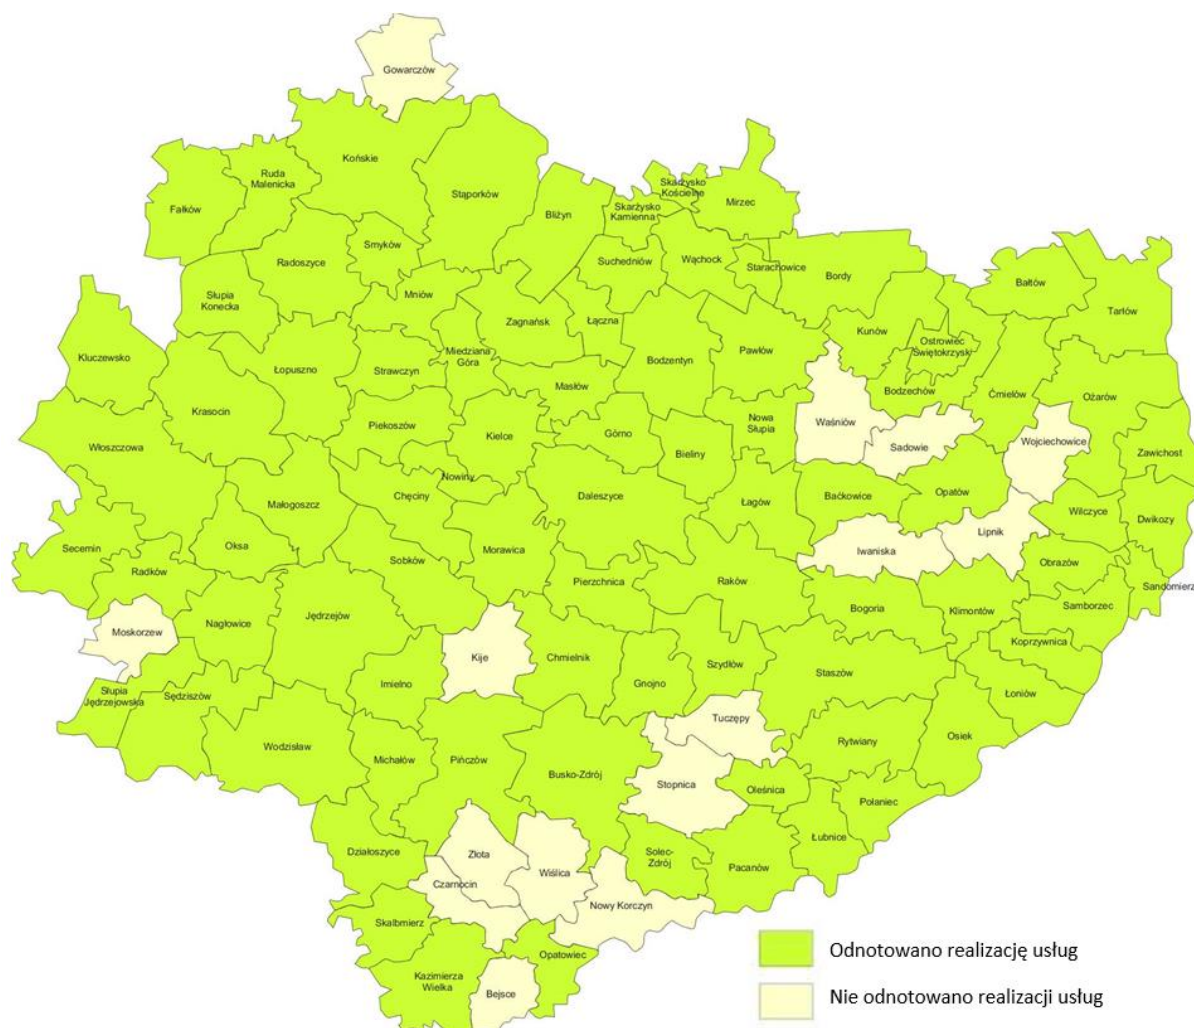 Gowarczów
Końskie
Ruda
Malenicka
Stąporków
Fałków
Skarżysko
Kościelne
Mirzec
Skarżysko
Kamienna
Bliżyn
Smyków
Radoszyce
Suchedniów
Wąchock
Starachowice
Bordy
Bałtów
Tarłów
Słupia
Konecka
Mniów
Zagnańsk
Łączna
Kunów
Ostrowiec
Świętokrzysk
Kluczewsko
Łopuszno
Strawczyn
Miedziana
Góra
Bodzentyn
Pawłów
Masłów
Bodzechów
Ćmielów
Ożarów
Krasocin
Piekoszów
Kielce
Górno
Nowa
Słupia
Waśniów
Sadowie
Wojciechowice
Zawichost
Włoszczowa
Bieliny
Nowiny
Chęciny
Daleszyce
Łagów
Baćkowice
Opatów
Małogoszcz
Wilczyce
Dwikozy
Lipnik
Secemin
Oksa
Sobków
Morawica
Iwaniska
Obrazów
Radków
Pierzchnica
Raków
Sandomierz
Bogoria
Klimontów
Samborzec
Moskorzew
Nagłowice
Jędrzejów
Kije
Chmielnik
Szydłów
Koprzywnica
Staszów
Imielno
Gnojno
Słupia
Jędrzejowska
Sędziszów
Łoniów
Tuczępy
Wodzisław
Michałów
Pińczów
Busko-Zdrój
Rytwiany
Osiek
Stopnica
Oleśnica
Połaniec
Łubnice
Działoszyce
Złota
Solec-
Zdrój
Pacanów
Czarnocin
Wiślica
Nowy Korczyn
Skalbmierz
Opatowiec
Kazimierza
Wielka
Bejsce
Odnotowano realizację usług
Nie odnotowano realizacji usług